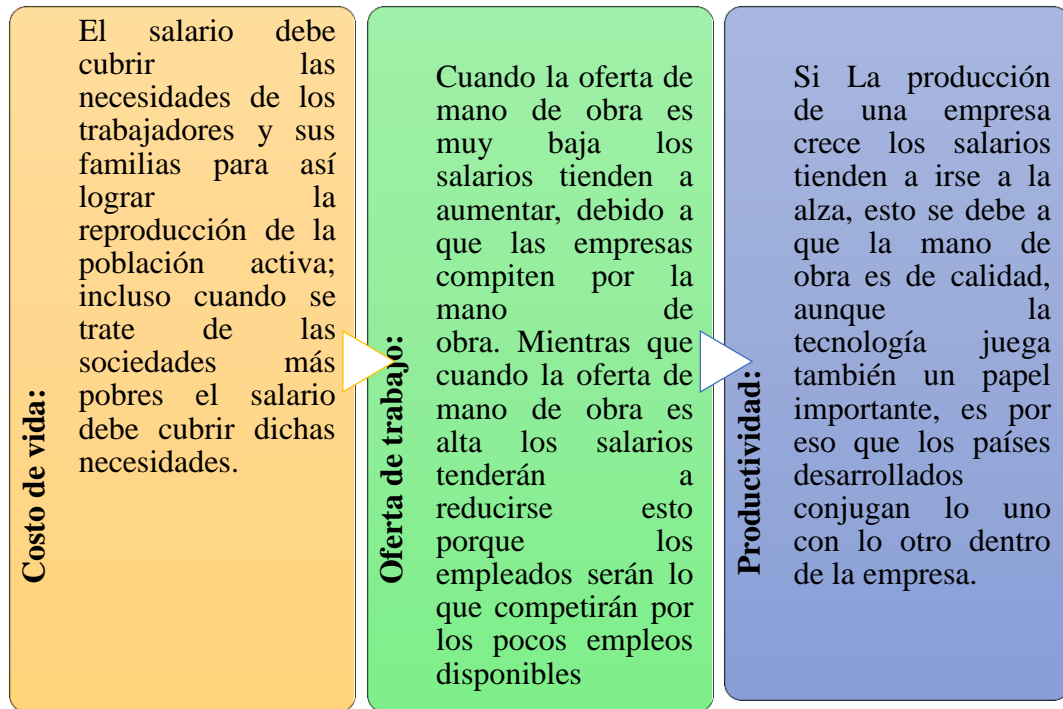 Costo de vida:
El salario debe
cubrir las
necesidades de los
trabajadores y sus
familias para así
lograr la
reproducción de la
población activa;
incluso cuando se
trate de las
sociedades más
pobres el salario
debe cubrir dichas
necesidades.
Oferta de trabajo:
Cuando la oferta de
mano de obra es
muy baja los
salarios tienden a
aumentar, debido a
que las empresas
compiten por la
mano de
obra. Mientras que
cuando la oferta de
mano de obra es
alta los salarios
tenderán a
reducirse esto
porque los
empleados serán lo
que competirán por
los pocos empleos
disponibles
Productividad:
Si La producción
de una empresa
crece los salarios
tienden a irse a la
alza, esto se debe a
que la mano de
obra es de calidad,
aunque la
tecnología juega
también un papel
importante, es por
eso que los países
desarrollados
conjugan lo uno
con lo otro dentro
de la empresa.